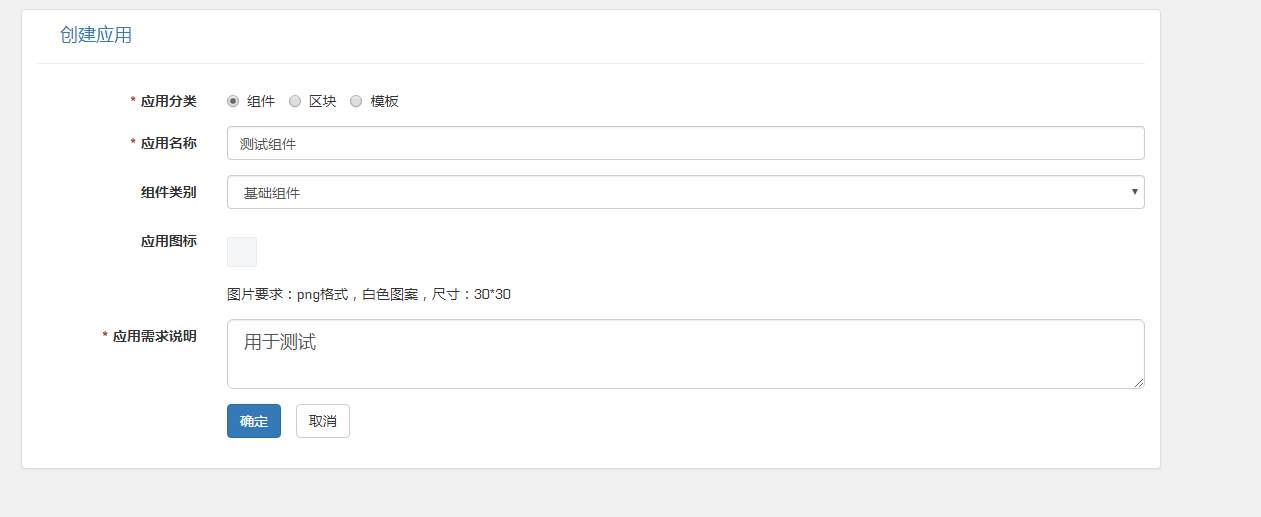 创建应用
* 应用分类 组件 区块 模板
* 应用名称 测试组件
组件类别 基础组件
应用图标
图片要求：png格式，白色图案，尺寸：30*30
* 应用需求说明 用于测试
确定 取消